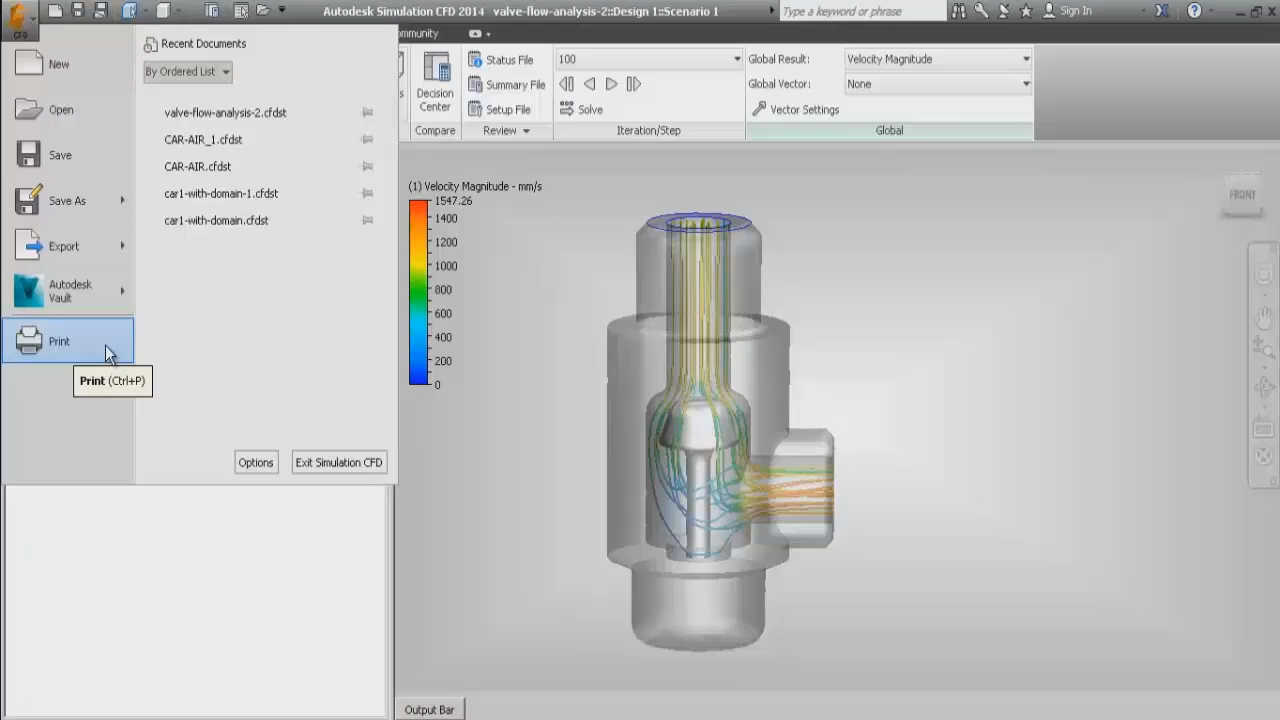 Autodesk Simulation CFD 2014 valve-flow-analysis-2::Design 1::Scenario 1
Type a keyword or phrase
Sign In
CFD
mmunity
New
Open
Save
Save As
Export
Autodesk
Vault
Print
Print (Ctrl+P)
Recent Documents
By Ordered List
valve-flow-analysis-2.cfdst
CAR-AIR_1.cfdst
CAR-AIR.cfdst
car1-with-domain-1.cfdst
car1-with-domain.cfdst
Options
Exit Simulation CFD
s
Decision
Center
Compare
Status File
Summary File
Setup File
Review
100
Solve
Iteration/Step
Global Result: Velocity Magnitude
Global Vector: None
Vector Settings
Global
(1) Velocity Magnitude - mm/s
1547.26
1400
1200
1000
800
600
400
200
0
FRONT
Output Bar